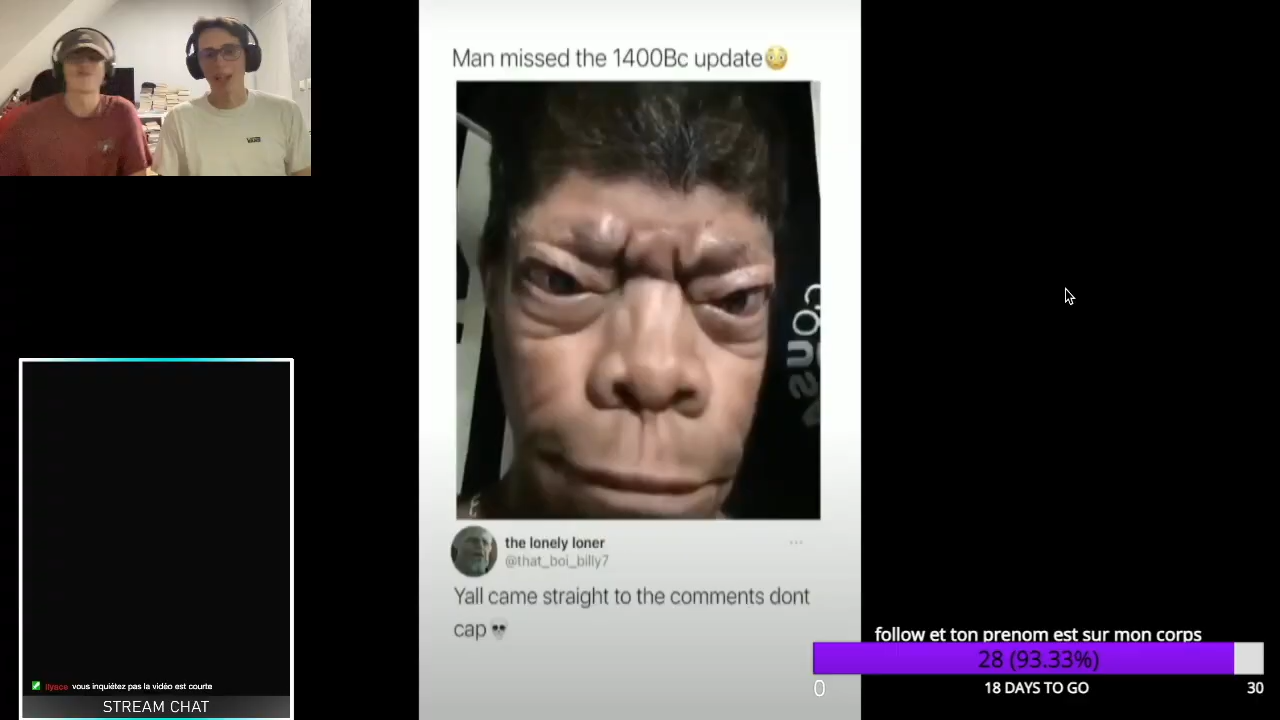 Man missed the 1400Bc update😳
VANS
the lonely loner
@that_boi_billy7
Yall came straight to the comments dont
cap💀
ilyace vous inquiétez pas la vidéo est courte
STREAM CHAT
follow et ton prenom est sur mon corps
28 (93.33%)
0 18 DAYS TO GO 30